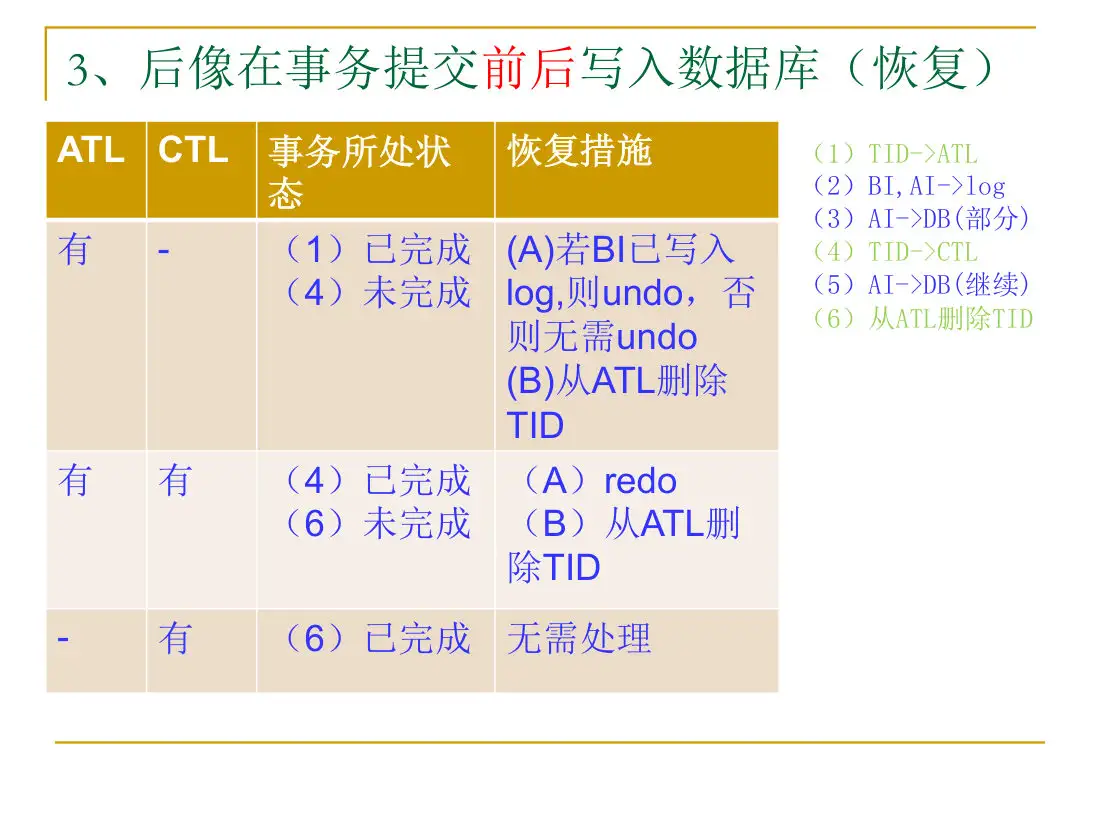 3、后像在事务提交前后写入数据库（恢复）
ATL
CTL
事务所处状
态
恢复措施
有
-
（1）已完成
（4）未完成
(A)若BI已写入
log,则undo，否
则无需undo
(B)从ATL删除
TID
有
有
（4）已完成
（6）未完成
（A）redo
（B）从ATL删
除TID
-
有
（6）已完成
无需处理
（1）TID->ATL
（2）BI,AI->log
（3）AI->DB(部分)
（4）TID->CTL
（5）AI->DB(继续)
（6）从ATL删除TID